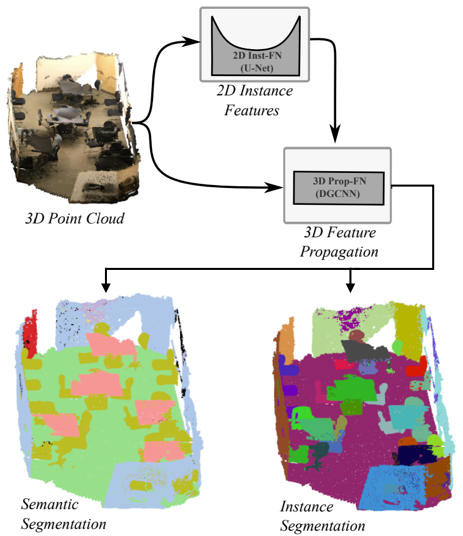 2D Inst-FN
(U-Net)
2D Instance
Features
3D Point Cloud
3D Prop-FN
(DGCNN)
3D Feature
Propagation
Semantic
Segmentation
Instance
Segmentation